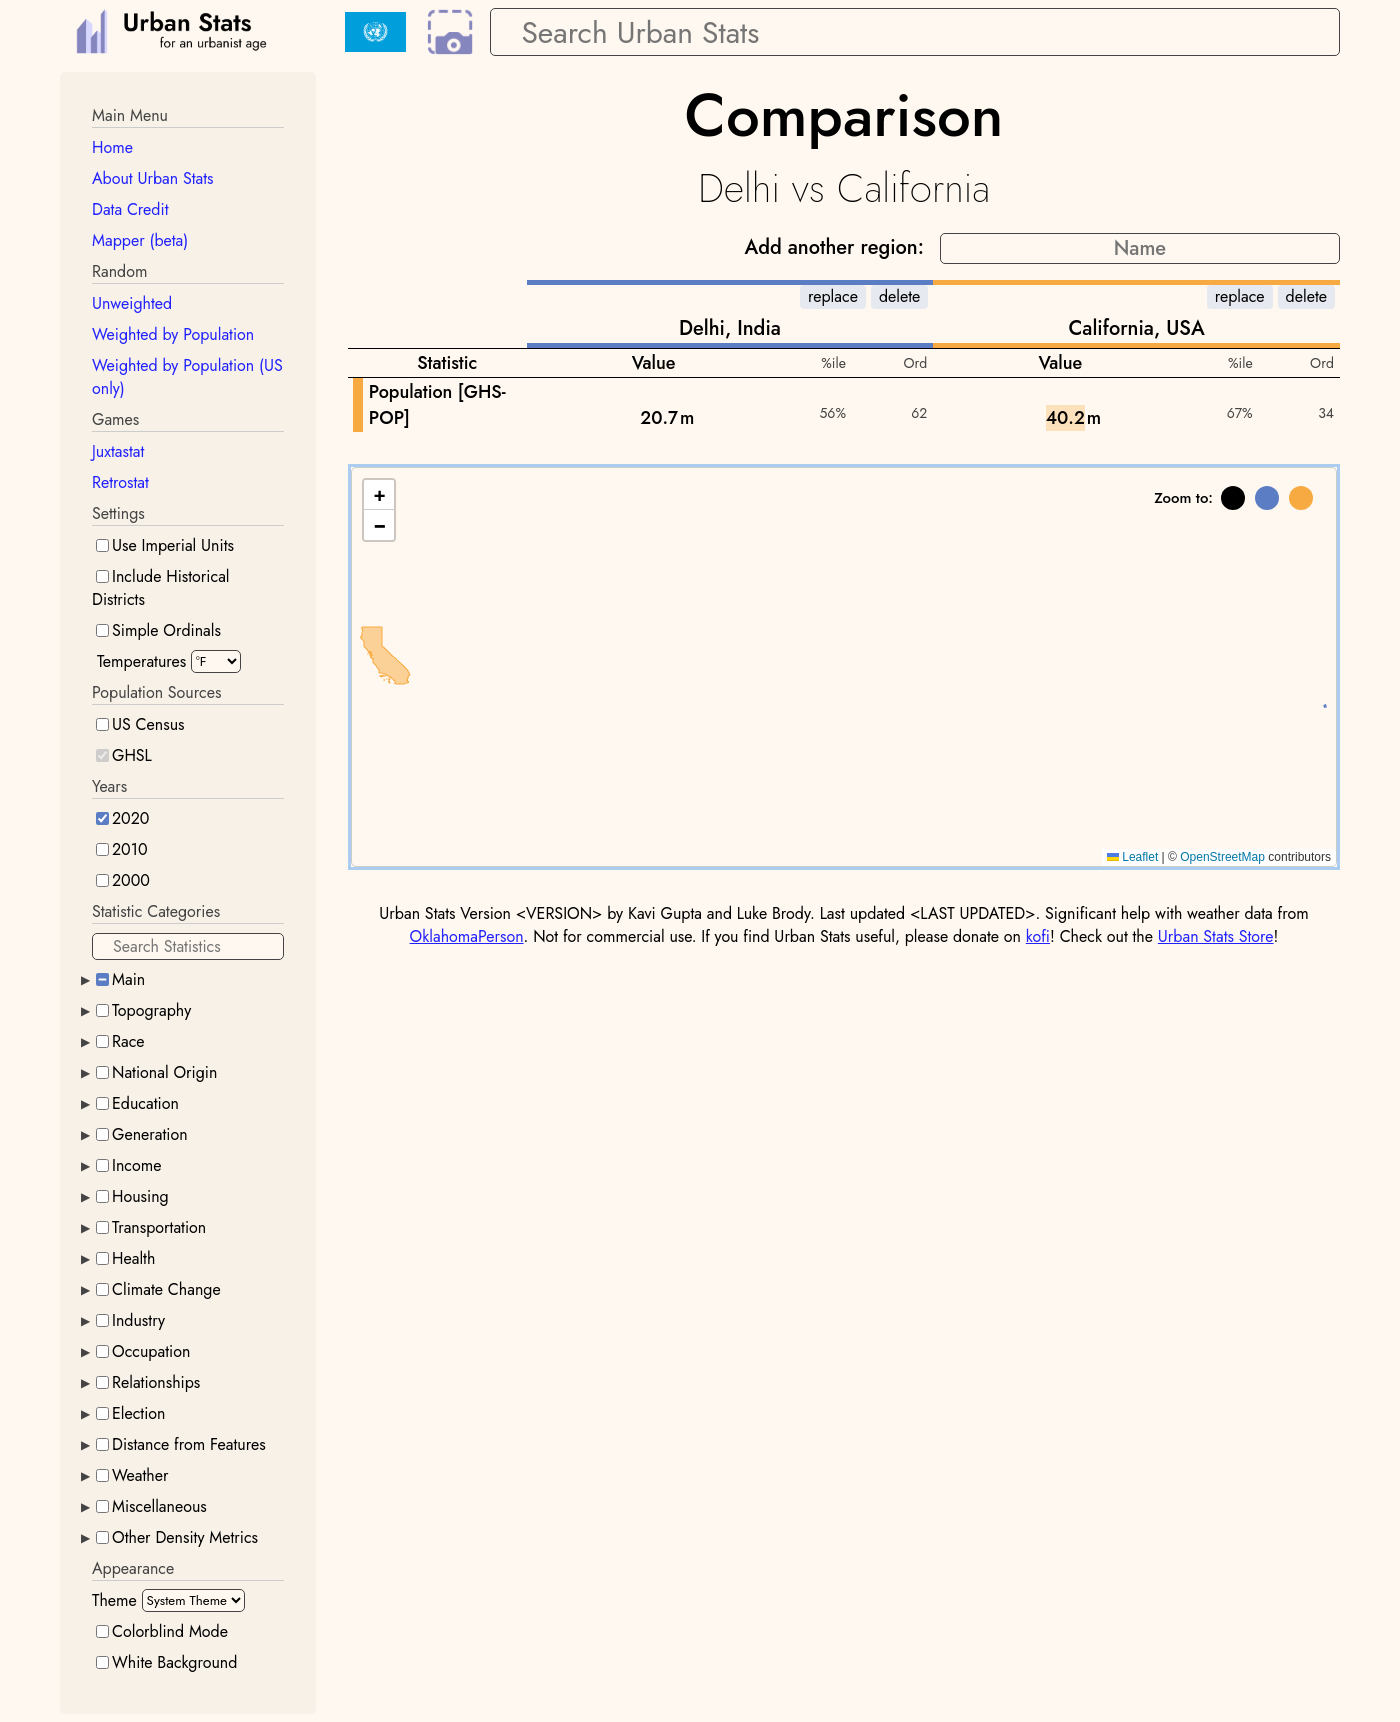 Urban Stats
for an urbanist age
Search Urban Stats
Main Menu
Home
About Urban Stats
Data Credit
Mapper (beta)
Random
Unweighted
Weighted by Population
Weighted by Population (US
only)
Games
Juxtastat
Retrostat
Settings
Use Imperial Units
Include Historical
Districts
Simple Ordinals
Temperatures °F
Population Sources
US Census
GHSL
Years
2020
2010
2000
Statistic Categories
Search Statistics
Main
Topography
Race
National Origin
Education
Generation
Income
Housing
Transportation
Health
Climate Change
Industry
Occupation
Relationships
Election
Distance from Features
Weather
Miscellaneous
Other Density Metrics
Appearance
Theme System Theme
Colorblind Mode
White Background
Comparison
Delhi vs California
Add another region: Name
replace delete replace delete
Delhi, India California, USA
Statistic Value %ile Ord Value %ile Ord
Population [GHS-
POP] 20.7 m 56% 62 40.2 m 67% 34
+
−
Zoom to:
Leaflet | © OpenStreetMap contributors
Urban Stats Version <VERSION> by Kavi Gupta and Luke Brody. Last updated <LAST UPDATED>. Significant help with weather data from
OklahomaPerson. Not for commercial use. If you find Urban Stats useful, please donate on kofi! Check out the Urban Stats Store!